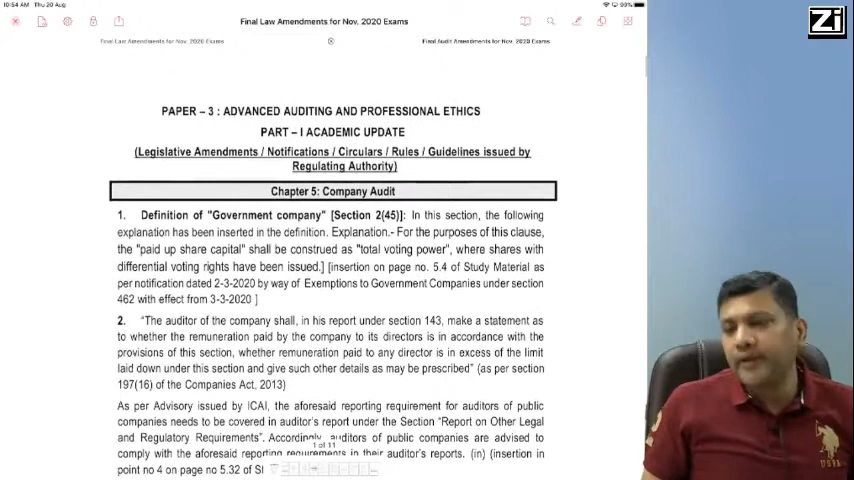 10:54 AM Thu 20 Aug
99%
Final Law Amendments for Nov. 2020 Exams
Final Law Amendments for Nov. 2020 Exams
Final Audit Amendments for Nov. 2020 Exams
Zi
PAPER – 3 : ADVANCED AUDITING AND PROFESSIONAL ETHICS
PART – I ACADEMIC UPDATE
(Legislative Amendments / Notifications / Circulars / Rules / Guidelines issued by
Regulating Authority)
Chapter 5: Company Audit
1. Definition of "Government company" [Section 2(45)]: In this section, the following
explanation has been inserted in the definition. Explanation.- For the purposes of this clause,
the "paid up share capital" shall be construed as "total voting power", where shares with
differential voting rights have been issued.] [insertion on page no. 5.4 of Study Material as
per notification dated 2-3-2020 by way of Exemptions to Government Companies under section
462 with effect from 3-3-2020 ]
2. "The auditor of the company shall, in his report under section 143, make a statement as
to whether the remuneration paid by the company to its directors is in accordance with the
provisions of this section, whether remuneration paid to any director is in excess of the limit
laid down under this section and give such other details as may be prescribed" (as per section
197(16) of the Companies Act, 2013)
As per Advisory issued by ICAI, the aforesaid reporting requirement for auditors of public
companies needs to be covered in auditor's report under the Section "Report on Other Legal
and Regulatory Requirements". Accordingly, auditors of public companies are advised to
1 of 11
comply with the aforesaid reporting requirements in their auditor's reports. (in) (insertion in
point no 4 on page no 5.32 of